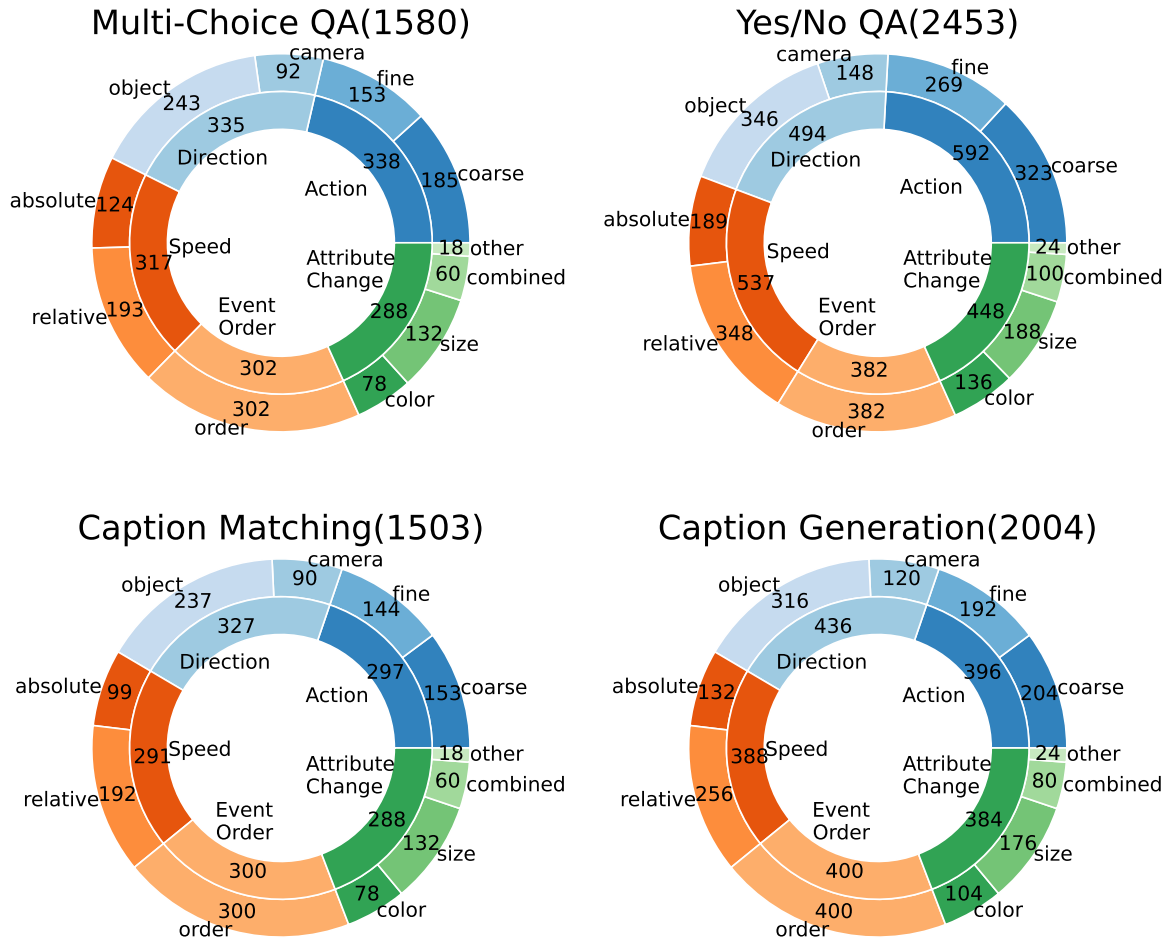 Multi-Choice QA(1580)
camera
92
fine
153
object
243
335
Direction
338
Action
185
coarse
absolute
124
Speed
317
Attribute
Change
18
other
60
combined
relative
193
Event
Order
288
132
size
302
78
color
302
order
Yes/No QA(2453)
camera
148
fine
269
object
346
494
Direction
592
Action
323
coarse
absolute
189
Speed
537
Attribute
Change
24
other
100
combined
relative
348
Event
Order
448
188
size
382
136
color
382
order
Caption Matching(1503)
camera
90
fine
144
object
237
327
Direction
297
Action
153
coarse
absolute
99
Speed
291
Attribute
Change
18
other
60
combined
relative
192
Event
Order
288
132
size
300
78
color
300
order
Caption Generation(2004)
camera
120
fine
192
object
316
436
Direction
396
Action
204
coarse
absolute
132
Speed
388
Attribute
Change
24
other
80
combined
relative
256
Event
Order
384
176
size
400
104
color
400
order